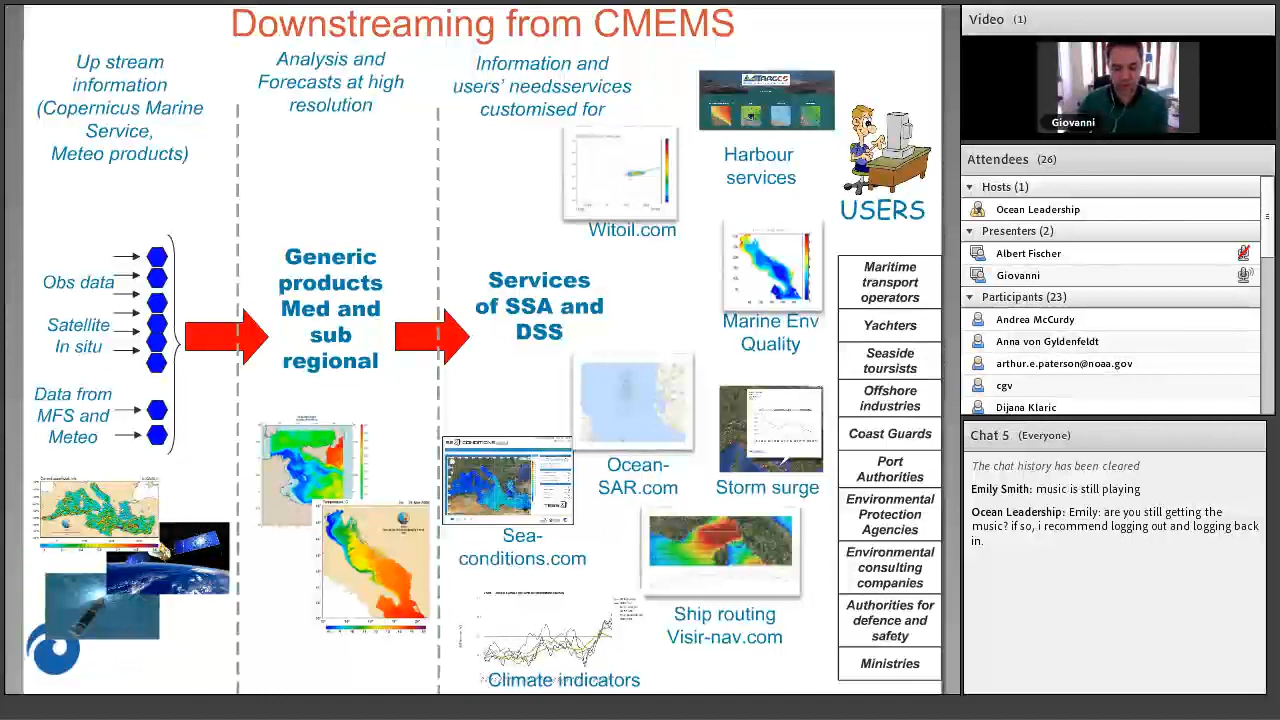 Downstreaming from CMEMS
Up stream
information
(Copernicus Marine
Service,
Meteo products)
Analysis and
Forecasts at high
resolution
Information and
users' needsservices
customised for
Obs data
Satellite
In situ
Data from
MFS and
Meteo
Generic
products
Med and
sub
regional
Services
of SSA and
DSS
Witoil.com
Harbour
services
Marine Env
Quality
Ocean-
SAR.com
Storm surge
Sea-
conditions.com
Ship routing
Visir-nav.com
Climate indicators
USERS
Maritime
transport
operators
Yachters
Seaside
toursists
Offshore
industries
Coast Guards
Port
Authorities
Environmental
Protection
Agencies
Environmental
consulting
companies
Authorities for
defence and
safety
Ministries
Video (1)
Giovanni
Attendees (26)
Hosts (1)
Ocean Leadership
Presenters (2)
Albert Fischer
Giovanni
Participants (23)
Andrea McCurdy
Anna von Gyldenfeldt
arthur.e.paterson@noaa.gov
cgv
Dijana Klaric
Chat 5 (Everyone)
The chat history has been cleared
Emily Smith: music is still playing
Ocean Leadership: Emily: are you still getting the
music? if so, i recommend logging out and logging back
in.